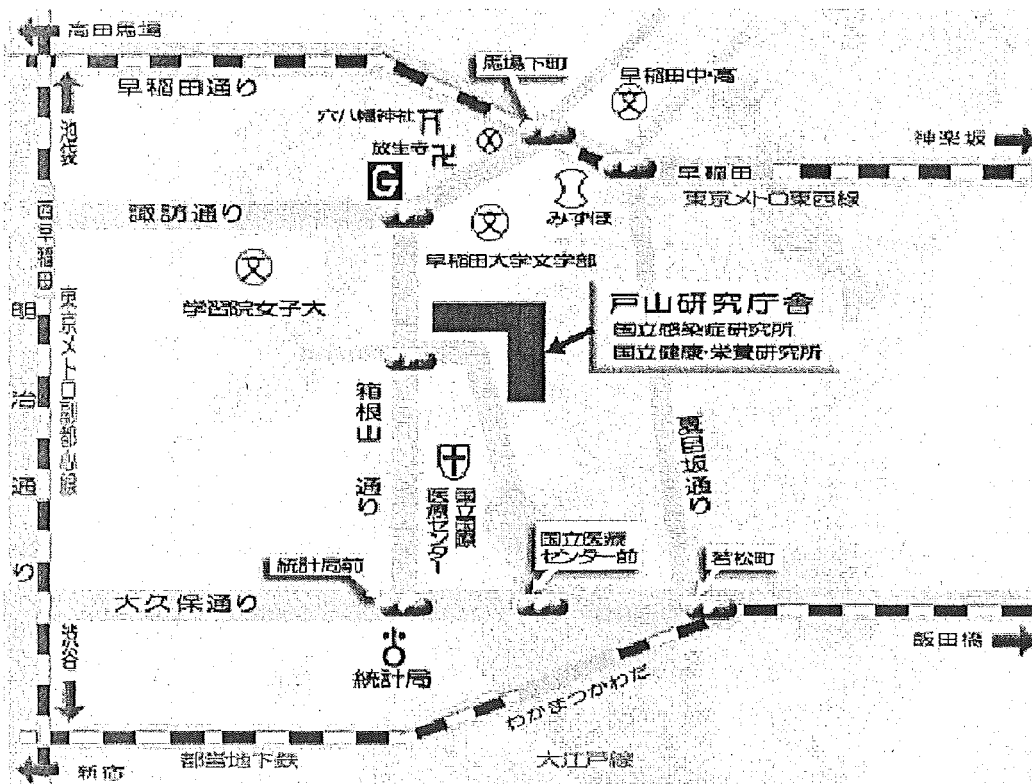 高田馬場
早稲田通り
馬場下町
早稲田中・高
穴八幡神社
放生寺
神楽坂
早稲田
東京メトロ東西線
池袋
G
諏訪通り
みずほ
文
早稲田大学文学部
西早稲田
文
学習院女子大
戸山研究庁舎
国立感染症研究所
国立健康・栄養研究所
明治通り
東京メトロ副都心線
箱根山通り
夏目坂通り
国立国際
医療センター
国立医療
センター前
統計局前
若松町
大久保通り
飯田橋
渋谷
統計局
わかまつかわだ
都営地下鉄
大江戸線
新宿